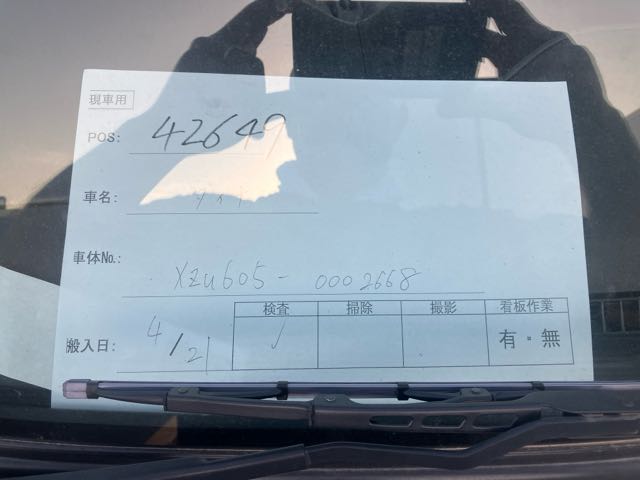 現車用
POS: 42649
車名:
車体No.: XZU605-0002668
検査 掃除 撮影 看板作業
搬入日: 4/21 ✓ 有・無